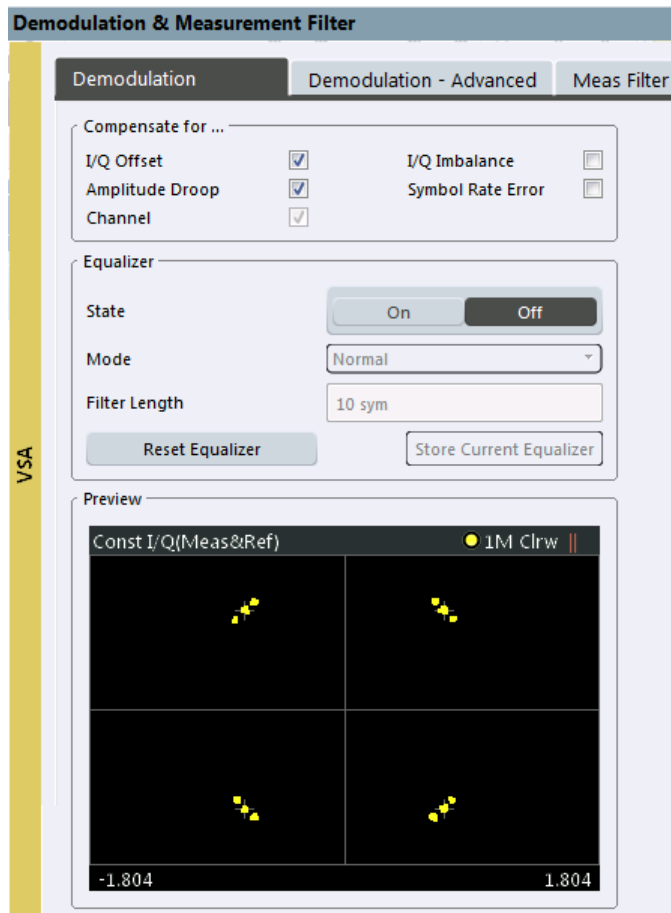 Demodulation & Measurement Filter
VSA
Demodulation
Demodulation - Advanced
Meas Filter
Compensate for ...
I/Q Offset
I/Q Imbalance
Amplitude Droop
Symbol Rate Error
Channel
Equalizer
State
On
Off
Mode
Normal
Filter Length
10 sym
Reset Equalizer
Store Current Equalizer
Preview
Const I/Q(Meas&Ref)
1M Clrw
-1.804
1.804